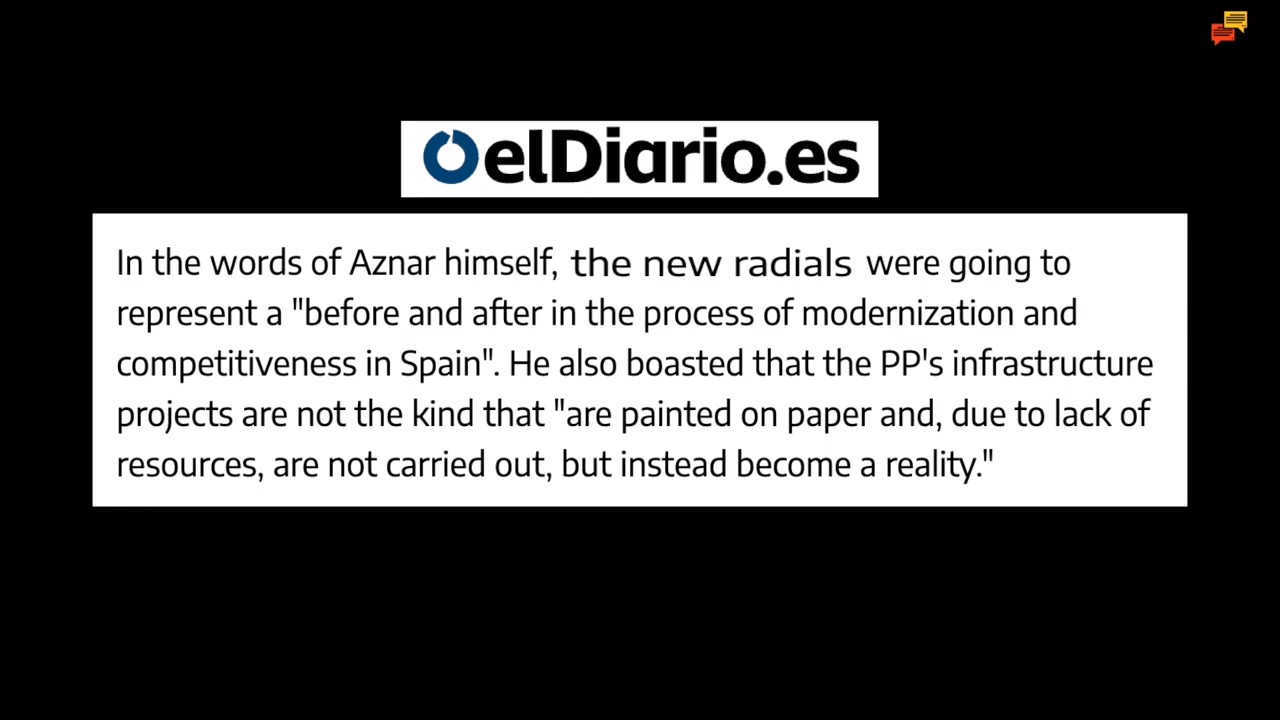 elDiario.es
In the words of Aznar himself, the new radials were going to
represent a "before and after in the process of modernization and
competitiveness in Spain". He also boasted that the PP's infrastructure
projects are not the kind that "are painted on paper and, due to lack of
resources, are not carried out, but instead become a reality."